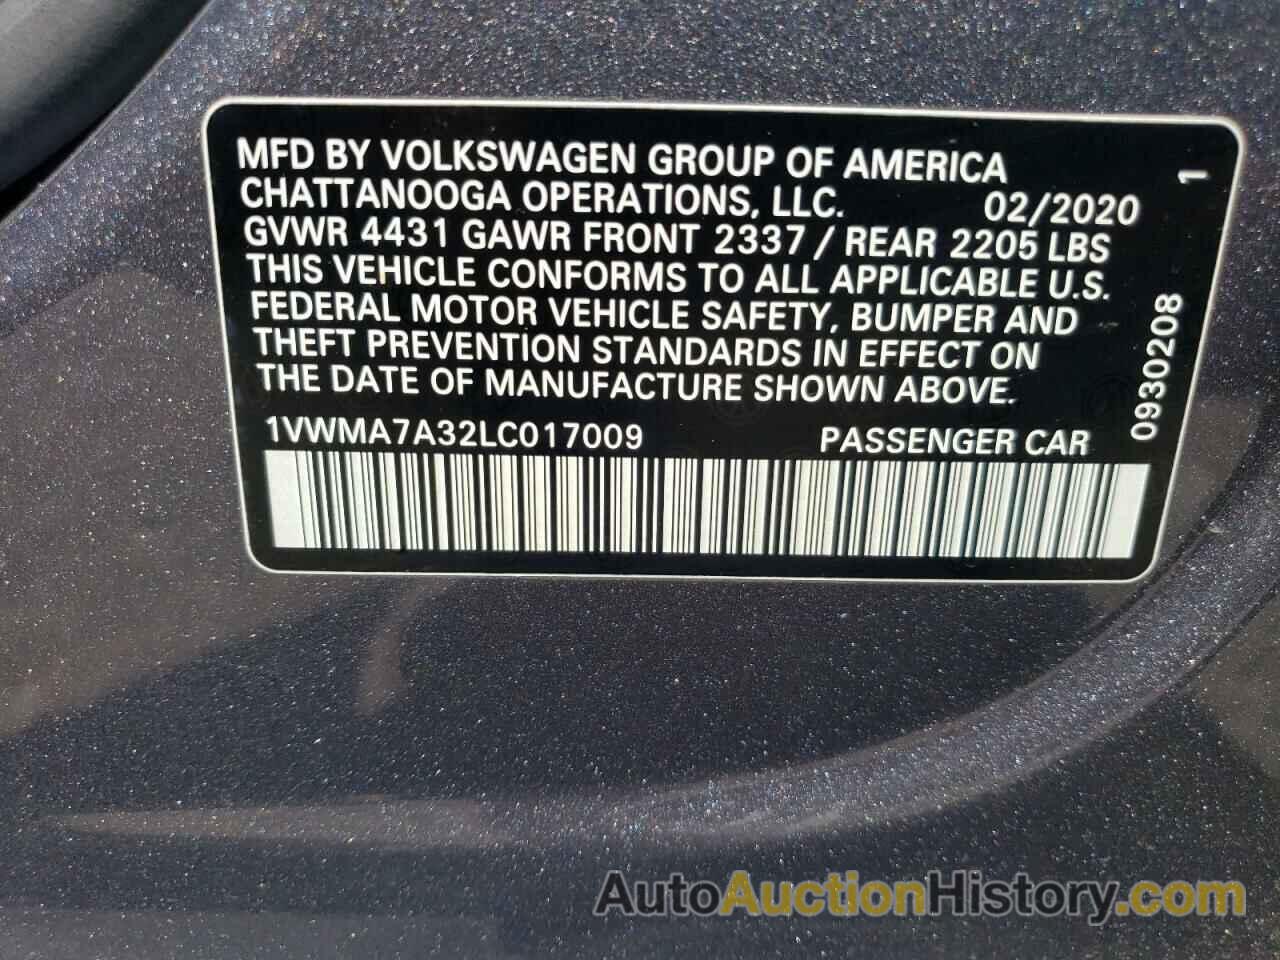 MFD BY VOLKSWAGEN GROUP OF AMERICA
CHATTANOOGA OPERATIONS, LLC. 02/2020
GVWR 4431 GAWR FRONT 2337 / REAR 2205 LBS
THIS VEHICLE CONFORMS TO ALL APPLICABLE U.S.
FEDERAL MOTOR VEHICLE SAFETY, BUMPER AND
THEFT PREVENTION STANDARDS IN EFFECT ON
THE DATE OF MANUFACTURE SHOWN ABOVE.
1VWMA7A32LC017009 PASSENGER CAR
0930208 1
AutoAuctionHistory.com